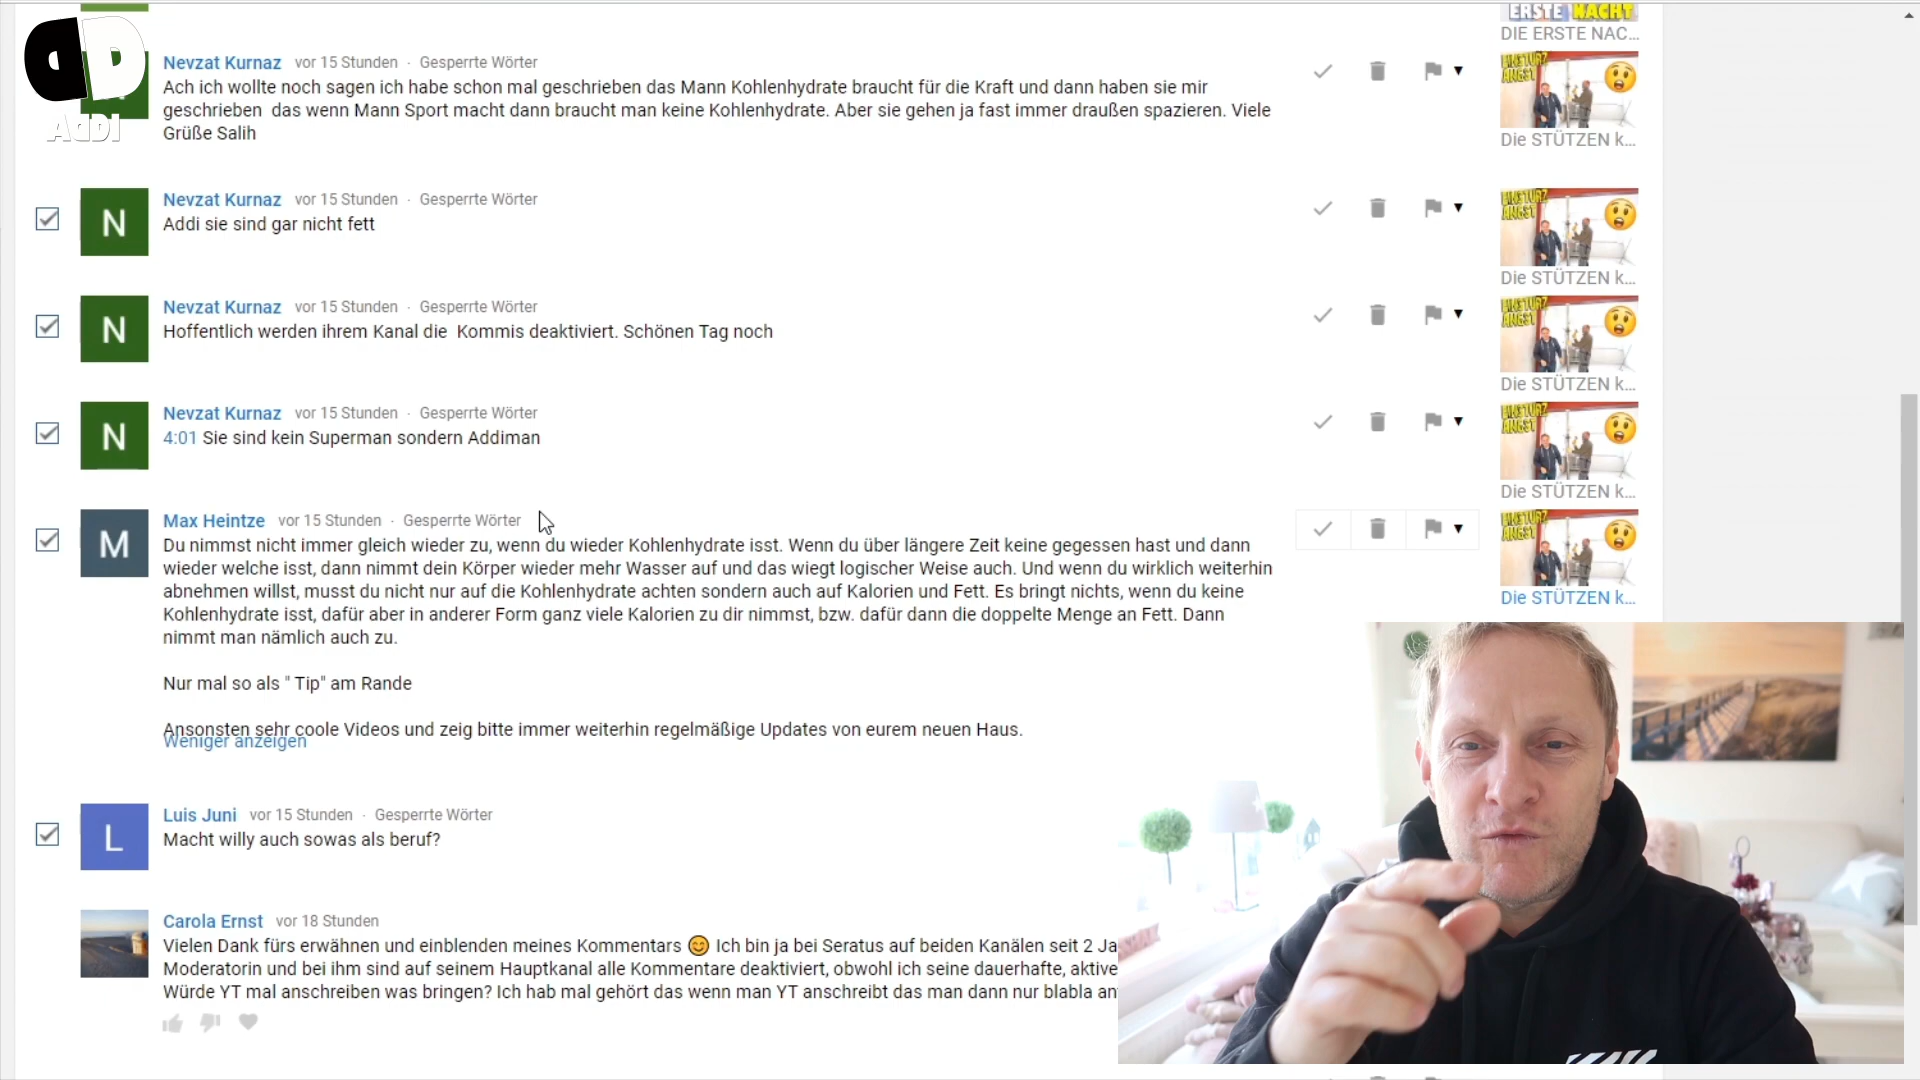 ADDI
Nevzat Kurnaz vor 15 Stunden · Gesperrte Wörter
Ach ich wollte noch sagen ich habe schon mal geschrieben das Mann Kohlenhydrate braucht für die Kraft und dann haben sie mir
geschrieben das wenn Mann Sport macht dann braucht man keine Kohlenhydrate. Aber sie gehen ja fast immer draußen spazieren. Viele
Grüße Salih
ERSTE NACHT
DIE ERSTE NAC...
EINSTURZ
ANGST
Die STÜTZEN k...
N
Nevzat Kurnaz vor 15 Stunden · Gesperrte Wörter
Addi sie sind gar nicht fett
EINSTURZ
ANGST
Die STÜTZEN k...
N
Nevzat Kurnaz vor 15 Stunden · Gesperrte Wörter
Hoffentlich werden ihrem Kanal die Kommis deaktiviert. Schönen Tag noch
EINSTURZ
ANGST
Die STÜTZEN k...
N
Nevzat Kurnaz vor 15 Stunden · Gesperrte Wörter
4:01 Sie sind kein Superman sondern Addiman
EINSTURZ
ANGST
Die STÜTZEN k...
M
Max Heintze vor 15 Stunden · Gesperrte Wörter
Du nimmst nicht immer gleich wieder zu, wenn du wieder Kohlenhydrate isst. Wenn du über längere Zeit keine gegessen hast und dann
wieder welche isst, dann nimmt dein Körper wieder mehr Wasser auf und das wiegt logischer Weise auch. Und wenn du wirklich weiterhin
abnehmen willst, musst du nicht nur auf die Kohlenhydrate achten sondern auch auf Kalorien und Fett. Es bringt nichts, wenn du keine
Kohlenhydrate isst, dafür aber in anderer Form ganz viele Kalorien zu dir nimmst, bzw. dafür dann die doppelte Menge an Fett. Dann
nimmt man nämlich auch zu.
Nur mal so als " Tip" am Rande
Ansonsten sehr coole Videos und zeig bitte immer weiterhin regelmäßige Updates von eurem neuen Haus.
Weniger anzeigen
EINSTURZ
ANGST
Die STÜTZEN k...
L
Luis Juni vor 15 Stunden · Gesperrte Wörter
Macht willy auch sowas als beruf?
Carola Ernst vor 18 Stunden
Vielen Dank fürs erwähnen und einblenden meines Kommentars 😊 Ich bin ja bei Seratus auf beiden Kanälen seit 2 Ja
Moderatorin und bei ihm sind auf seinem Hauptkanal alle Kommentare deaktiviert, obwohl ich seine dauerhafte, aktive
Würde YT mal anschreiben was bringen? Ich hab mal gehört das wenn man YT anschreibt das man dann nur blabla an